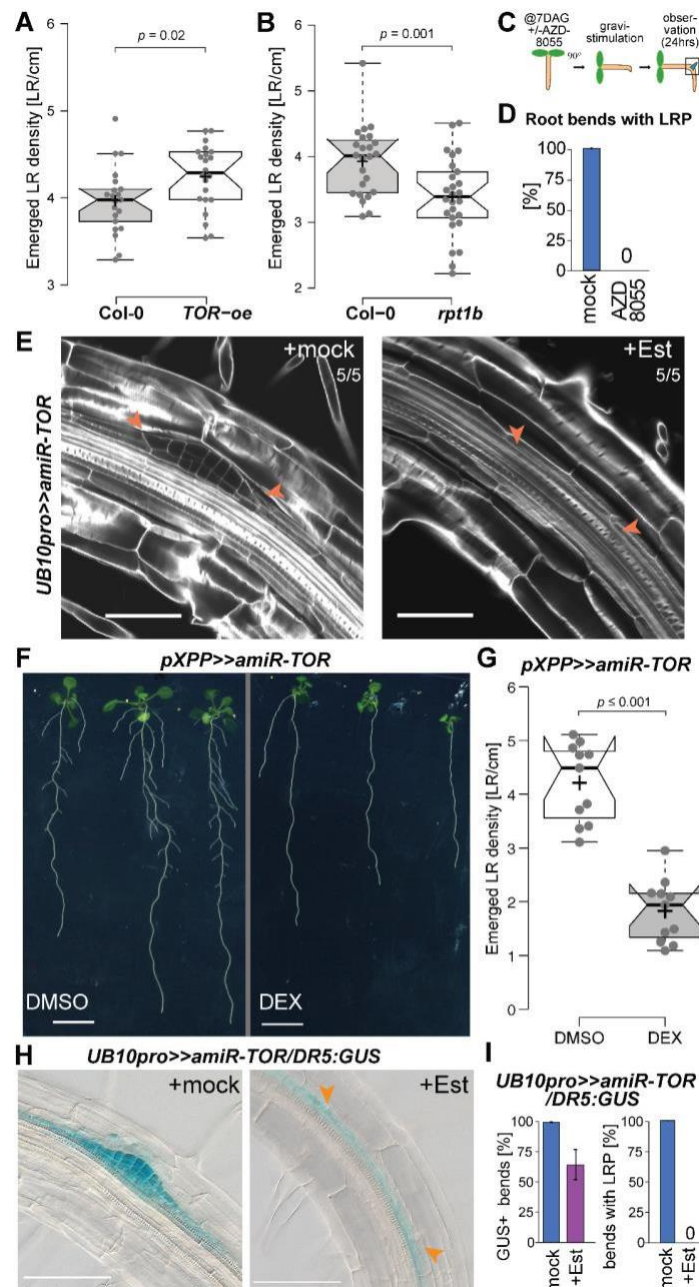 A
p = 0.02
Emerged LR density [LR/cm]
5
4
3
2
Col-0
TOR-oe
B
p = 0.001
Emerged LR density [LR/cm]
6
5
4
3
2
Col−0
rpt1b
C
@7DAG
+/-AZD-
8055
90°
gravi-
stimulation
obser-
vation
(24hrs)
D
Root bends with LRP
[%]
100
75
50
25
0
0
mock
AZD
8055
E
UB10pro>>amiR-TOR
+mock
5/5
+Est
5/5
F
pXPP>>amiR-TOR
DMSO
DEX
G
pXPP>>amiR-TOR
p ≤ 0.001
Emerged LR density [LR/cm]
6
5
4
3
2
1
0
DMSO
DEX
H
UB10pro>>amiR-TOR/DR5:GUS
+mock
+Est
I
UB10pro>>amiR-TOR
/DR5:GUS
GUS+ bends [%]
100
75
50
25
0
mock
+Est
bends with LRP [%]
100
75
50
25
0
0
mock
+Est